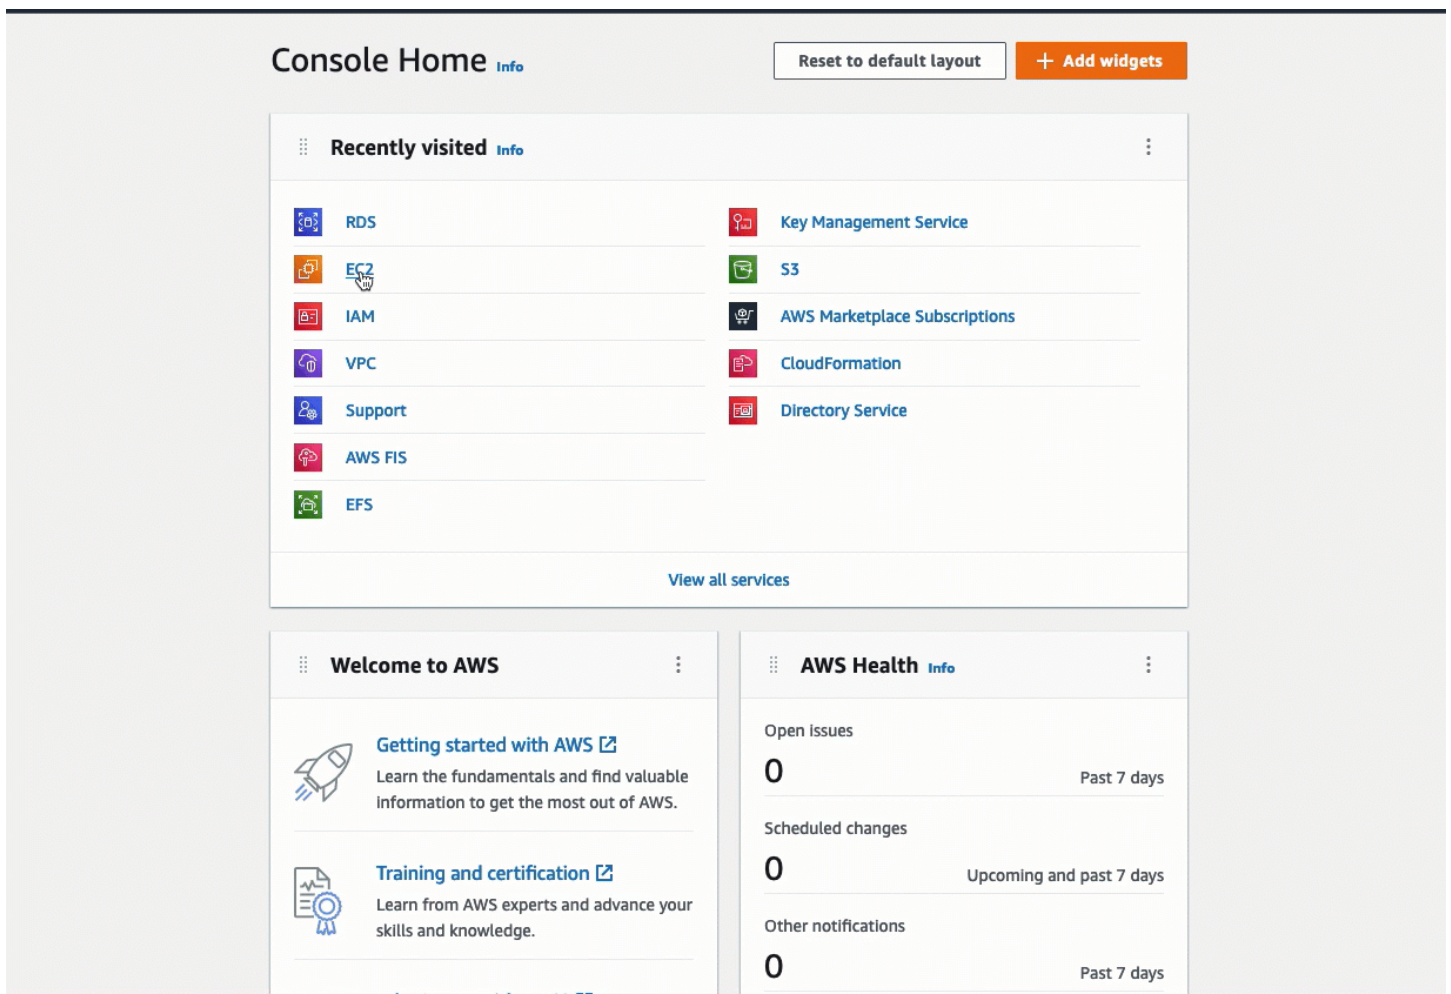 Console Home Info
Reset to default layout
Add widgets
Recently visited Info
RDS
EC2
IAM
VPC
Support
AWS FIS
EFS
Key Management Service
S3
AWS Marketplace Subscriptions
CloudFormation
Directory Service
View all services
Welcome to AWS
Getting started with AWS
Learn the fundamentals and find valuable
information to get the most out of AWS.
Training and certification
Learn from AWS experts and advance your
skills and knowledge.
AWS Health Info
Open issues
0
Past 7 days
Scheduled changes
0
Upcoming and past 7 days
Other notifications
0
Past 7 days